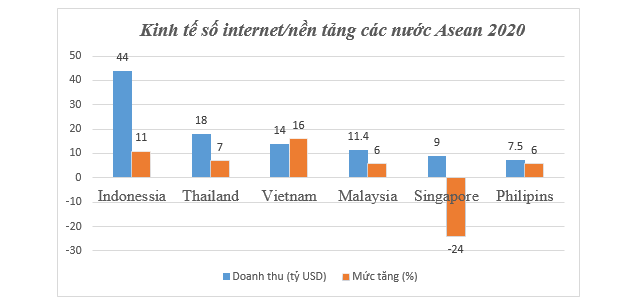 Kinh tế số internet/nền tảng các nước Asean 2020
50
40
30
20
10
0
-10
-20
-30
44
11
18
7
14
16
11.4
6
9
-24
7.5
6
Indonessia
Thailand
Vietnam
Malaysia
Singapore
Philipins
Doanh thu (tỷ USD)
Mức tăng (%)